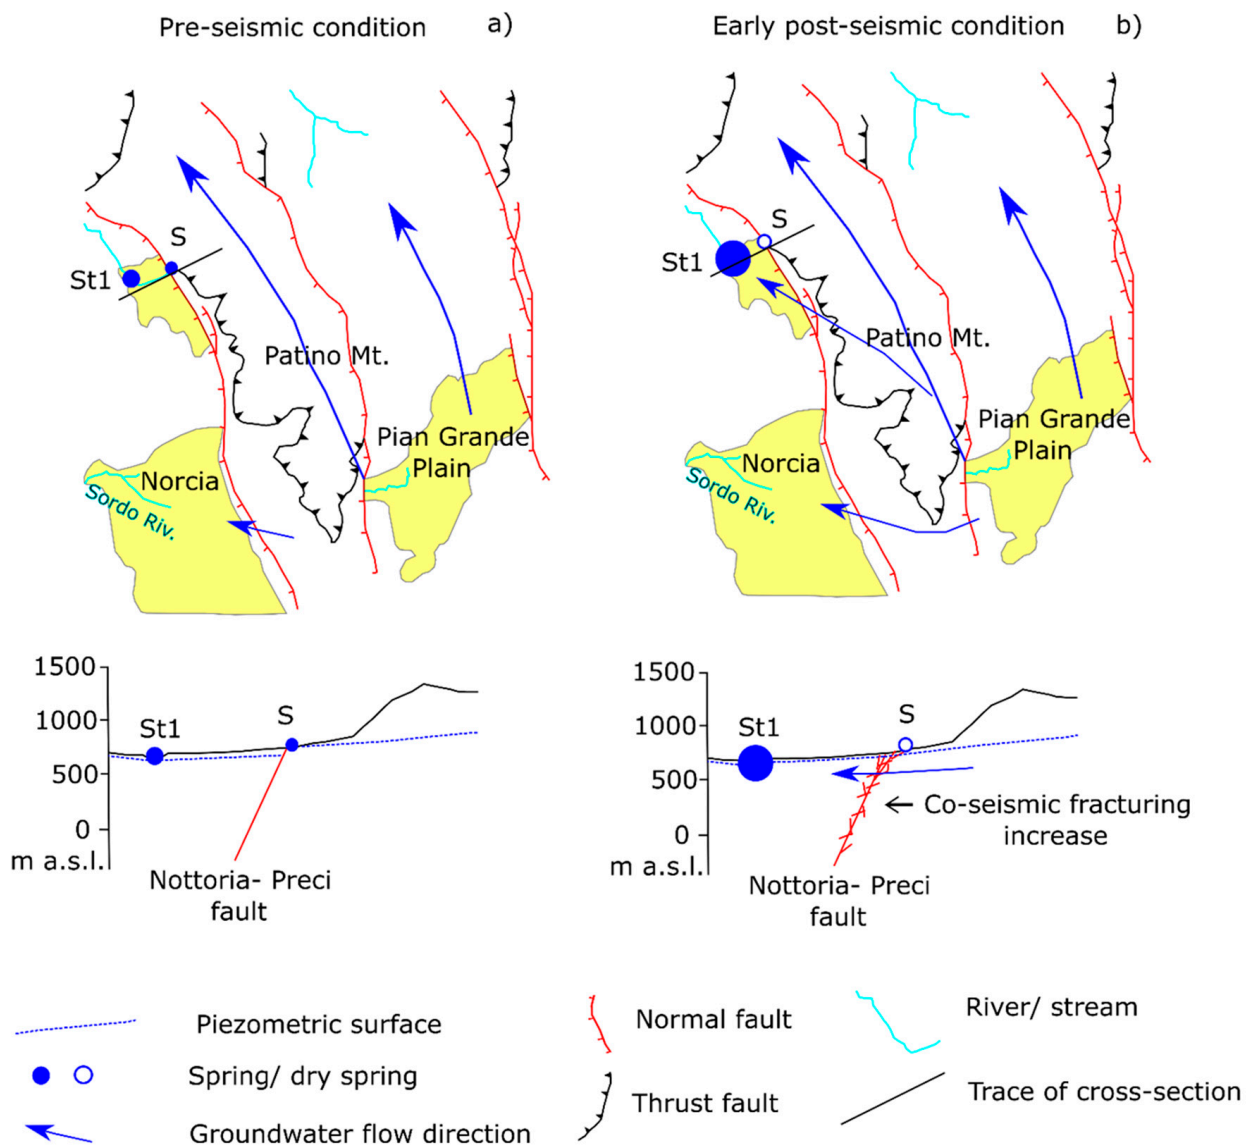 Pre-seismic condition
a)
S
St1
Patino Mt.
Pian Grande
Plain
Norcia
Sordo Riv.
Early post-seismic condition
b)
S
St1
Patino Mt.
Pian Grande
Plain
Norcia
Sordo Riv.
1500
1000
500
0
m a.s.l.
St1
S
Nottoria- Preci
fault
1500
1000
500
0
m a.s.l.
St1
S
Co-seismic fracturing
increase
Nottoria- Preci
fault
Piezometric surface
Spring/ dry spring
Groundwater flow direction
Normal fault
Thrust fault
River/ stream
Trace of cross-section